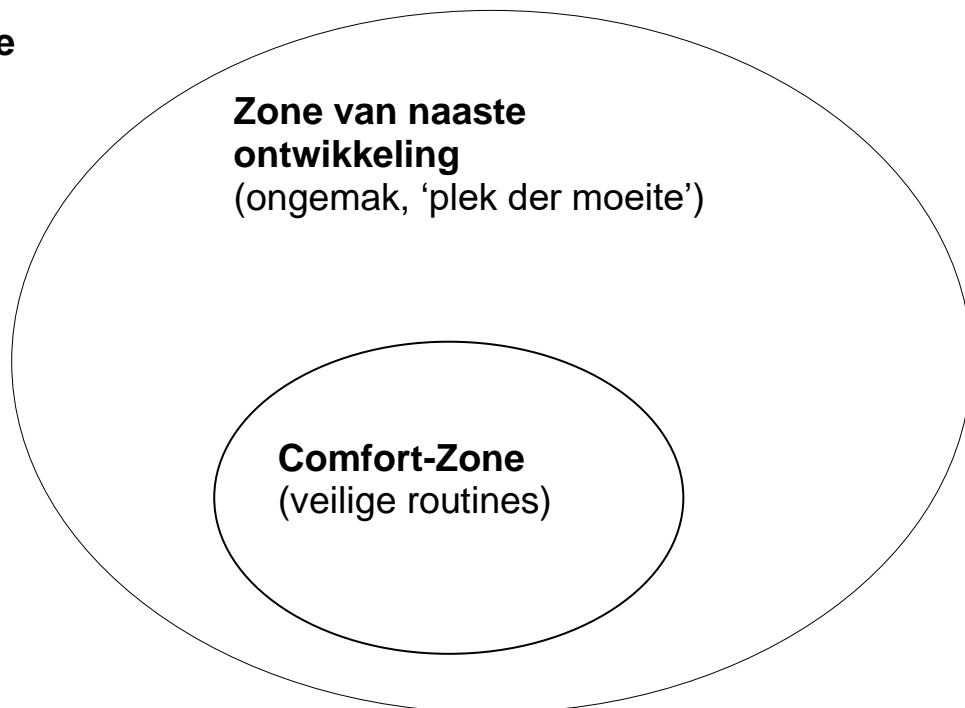 e
Zone van naaste
ontwikkeling
(ongemak, ‘plek der moeite’)
Comfort-Zone
(veilige routines)